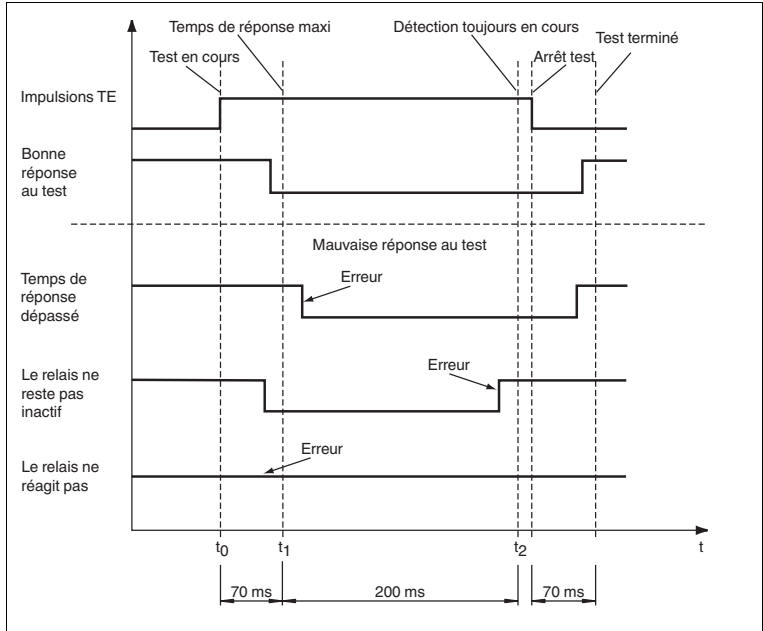 Temps de réponse maxi
Détection toujours en cours
Test terminé
Test en cours
Arrêt test
Impulsions TE
Bonne
réponse
au test
Mauvaise réponse au test
Temps de
réponse
dépassé
Erreur
Le relais ne
reste pas
inactif
Erreur
Le relais ne
réagit pas
Erreur
t0
t1
t2
t
70 ms
200 ms
70 ms